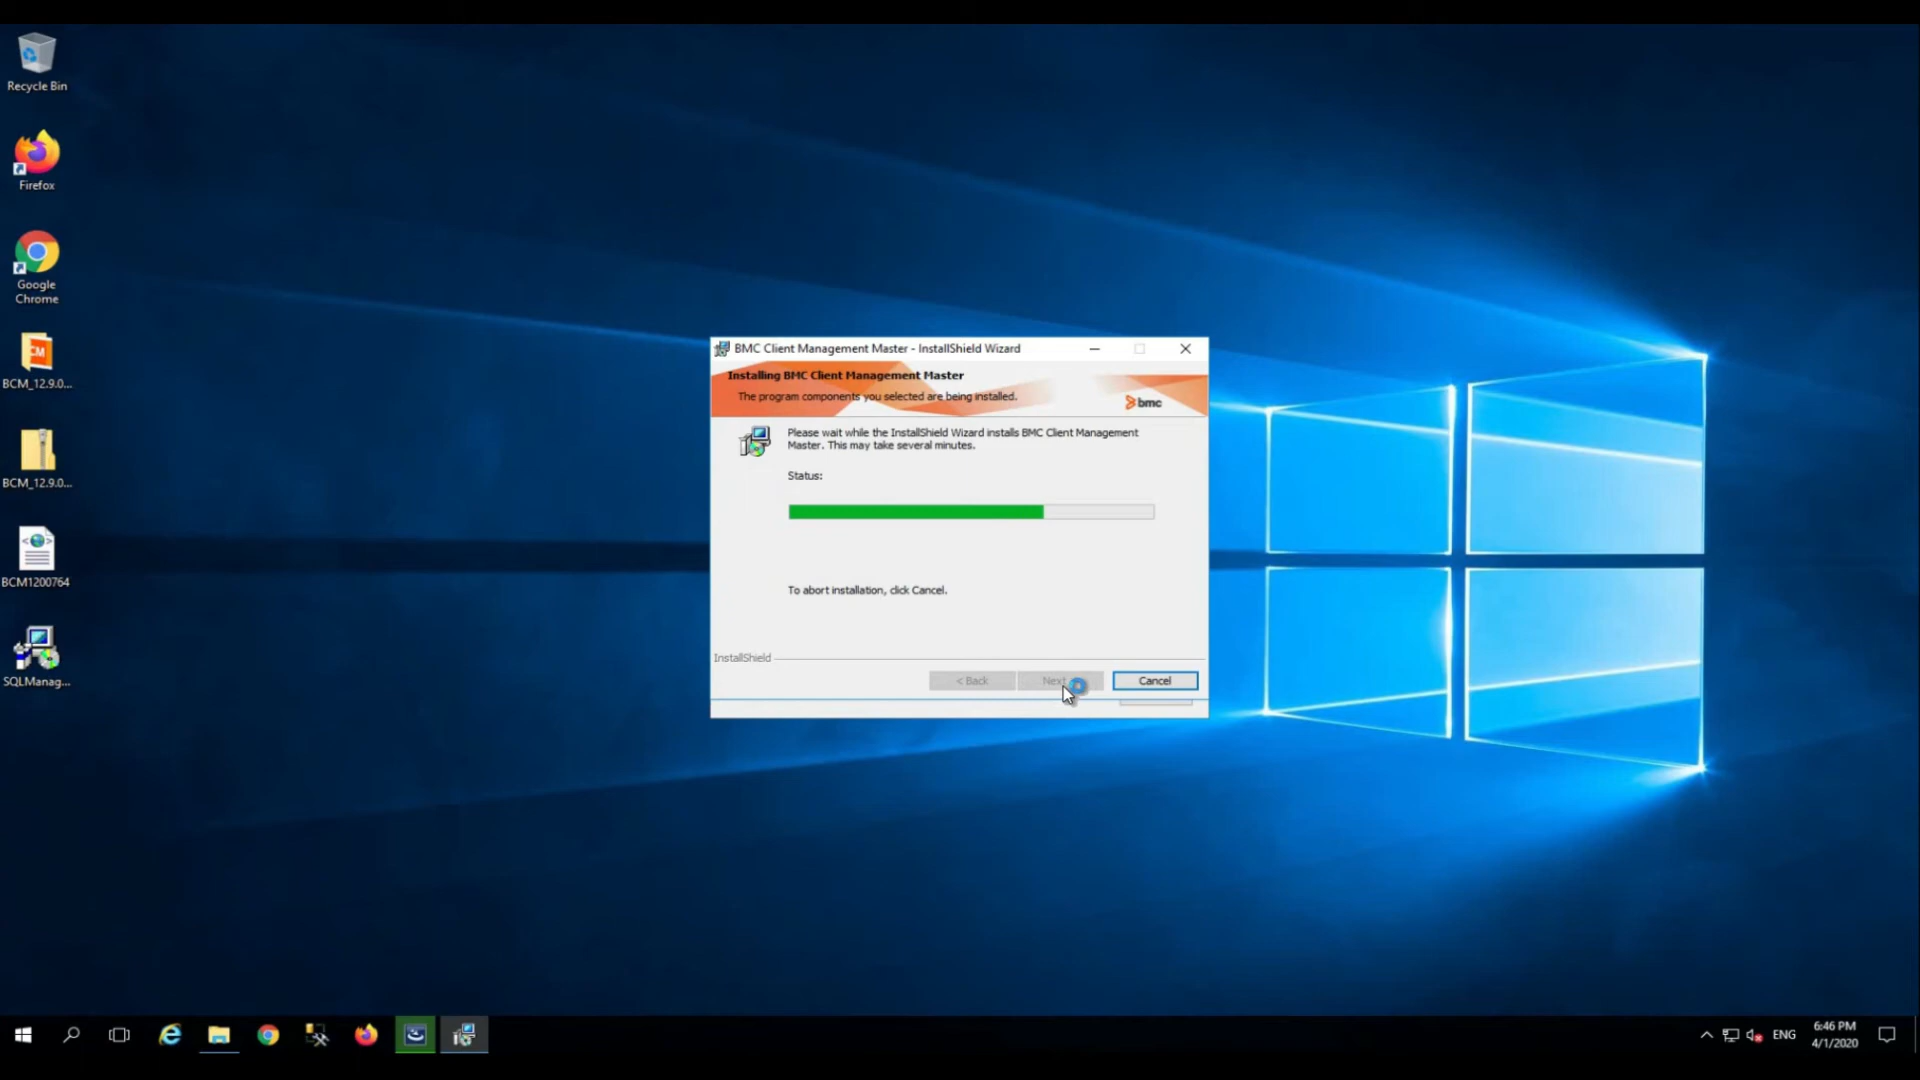 Recycle Bin
Firefox
Google
Chrome
CM
BCM_12.9.0...
BCM_12.9.0...
BCM1200764
SQLManag...
BMC Client Management Master - InstallShield Wizard
Installing BMC Client Management Master
The program components you selected are being installed.
bmc
Please wait while the InstallShield Wizard installs BMC Client Management
Master. This may take several minutes.
Status:
To abort installation, click Cancel.
InstallShield
< Back
Next
Cancel
ENG
6:46 PM
4/1/2020